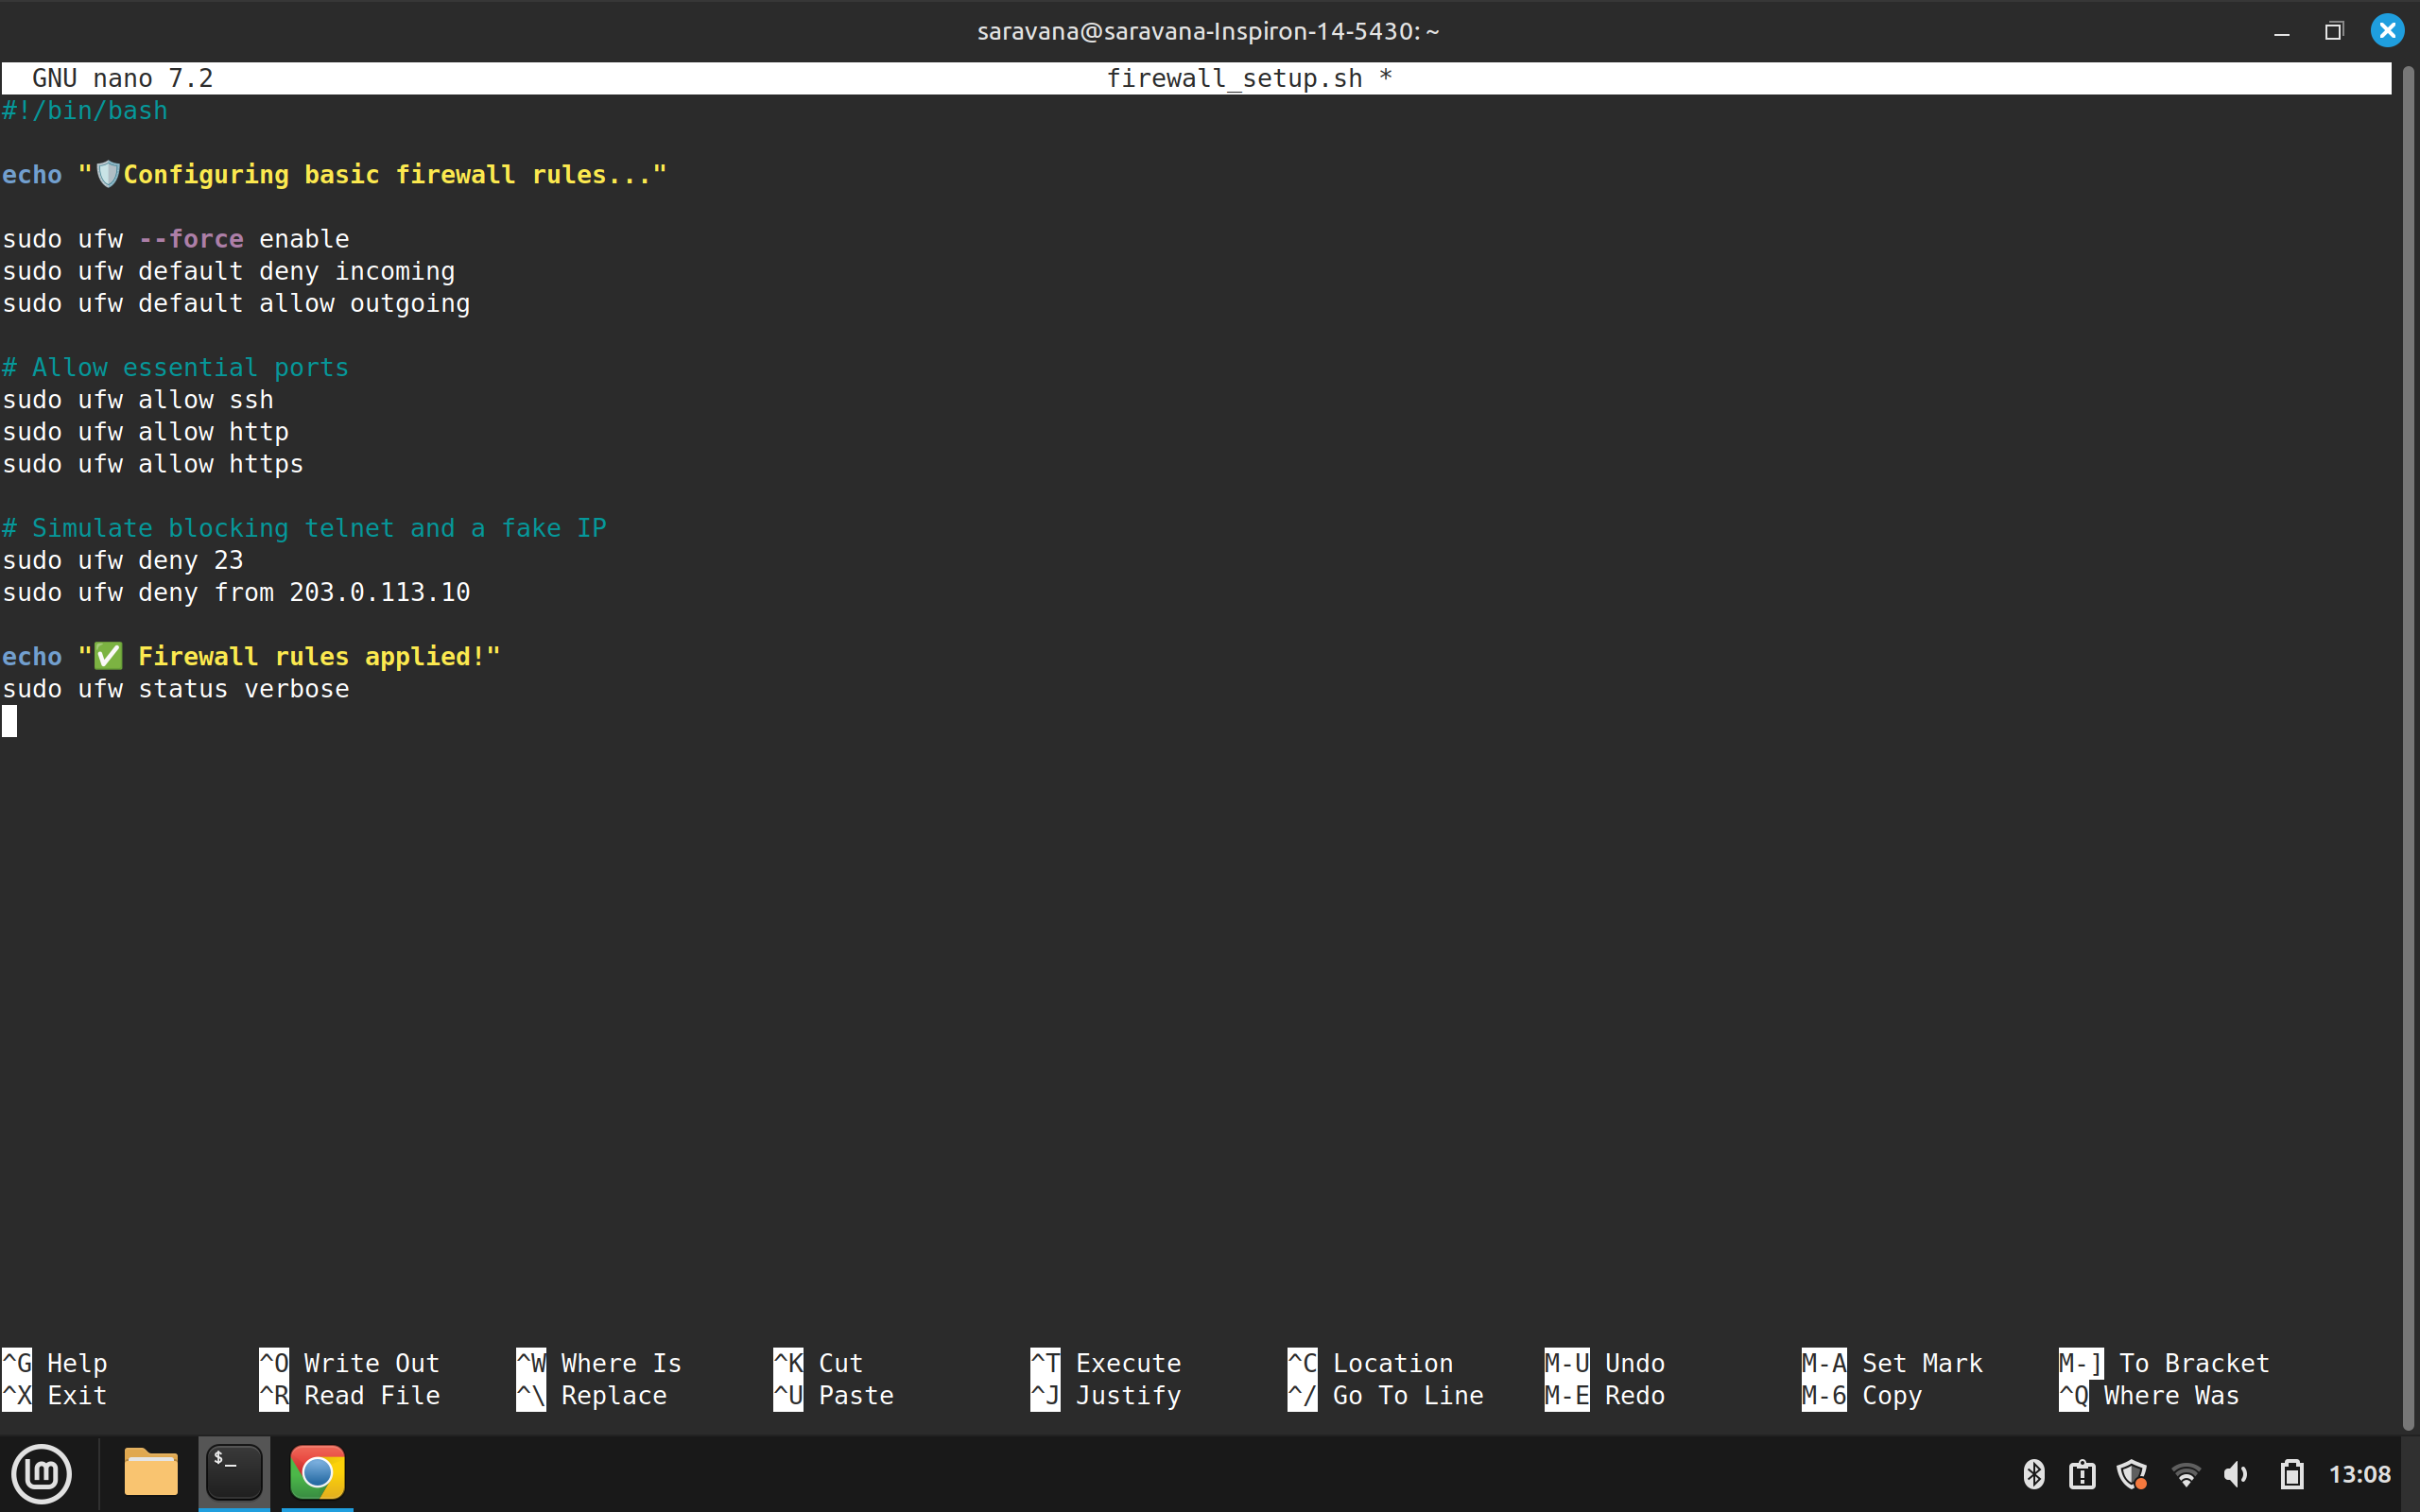 saravana@saravana-Inspiron-14-5430: ~
GNU nano 7.2 firewall_setup.sh *
#!/bin/bash
echo "🛡️Configuring basic firewall rules..."
sudo ufw --force enable
sudo ufw default deny incoming
sudo ufw default allow outgoing
# Allow essential ports
sudo ufw allow ssh
sudo ufw allow http
sudo ufw allow https
# Simulate blocking telnet and a fake IP
sudo ufw deny 23
sudo ufw deny from 203.0.113.10
echo "✅ Firewall rules applied!"
sudo ufw status verbose
^G Help ^O Write Out ^W Where Is ^K Cut ^T Execute ^C Location M-U Undo M-A Set Mark M-] To Bracket
^X Exit ^R Read File ^\ Replace ^U Paste ^J Justify ^/ Go To Line M-E Redo M-6 Copy ^Q Where Was
$_
13:08